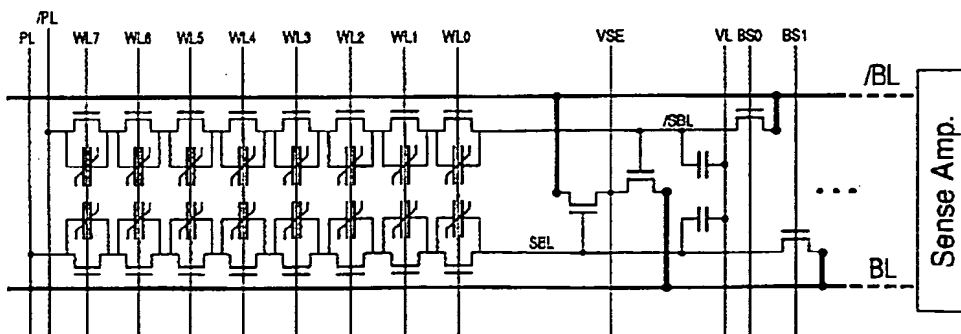 /PL
PL WL7 WL6 WL5 WL4 WL3 WL2 WL1 WL0 VSE VL BS0 BS1
/BL
/SBL
SBL
BL
Sense Amp.